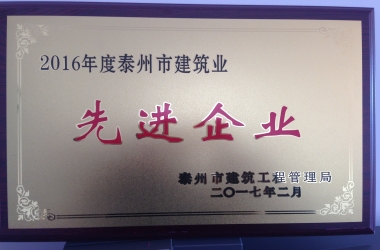 2016年度泰州市建筑业
先进企业
泰州市建筑工程管理局
二〇一七年二月